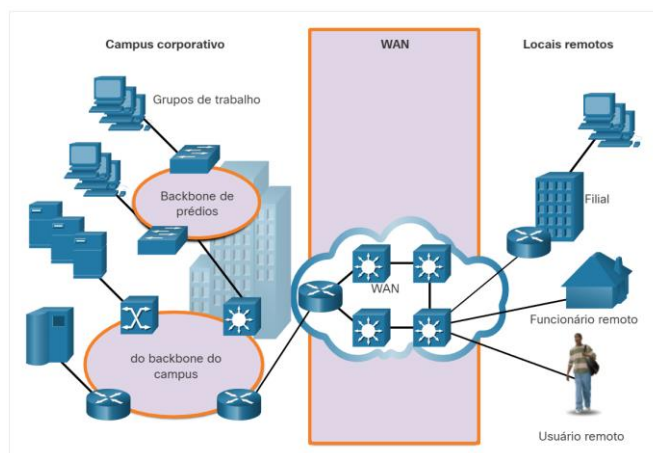 Campus corporativo
WAN
Locais remotos
Grupos de trabalho
Backbone de
prédios
Filial
WAN
Funcionário remoto
do backbone do
campus
Usuário remoto